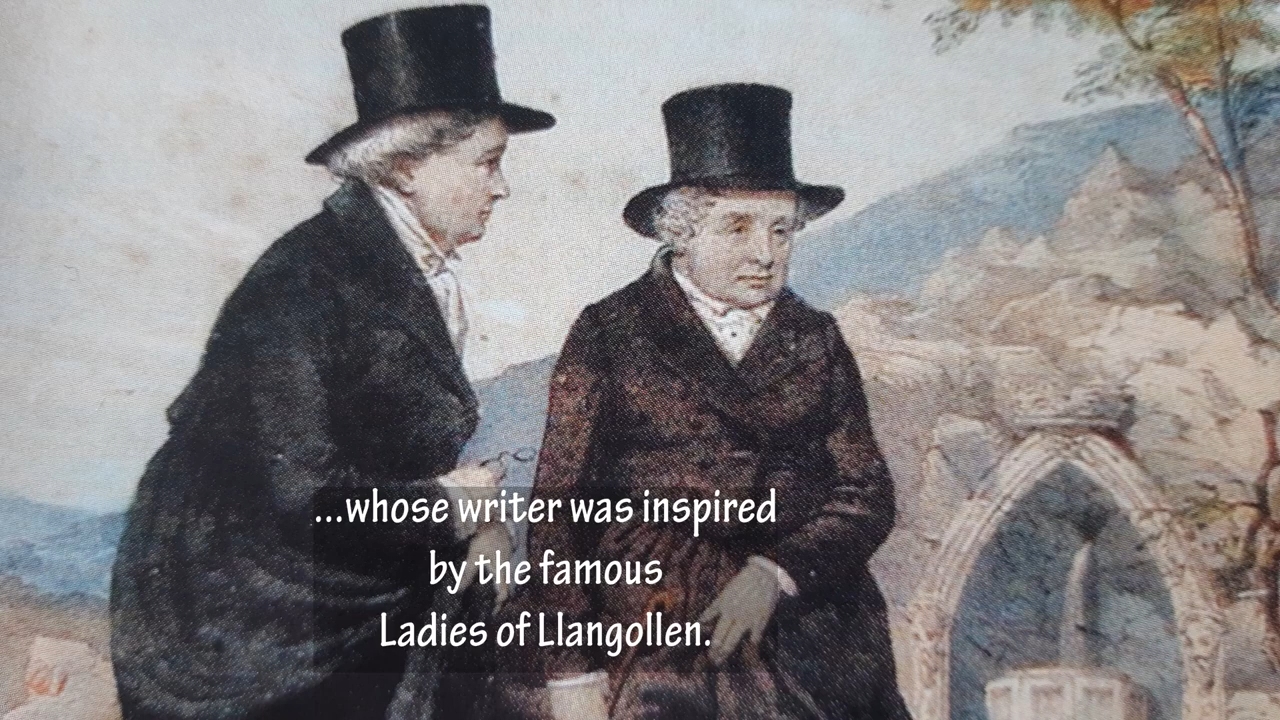 ...whose writer was inspired
by the famous
Ladies of Llangollen.